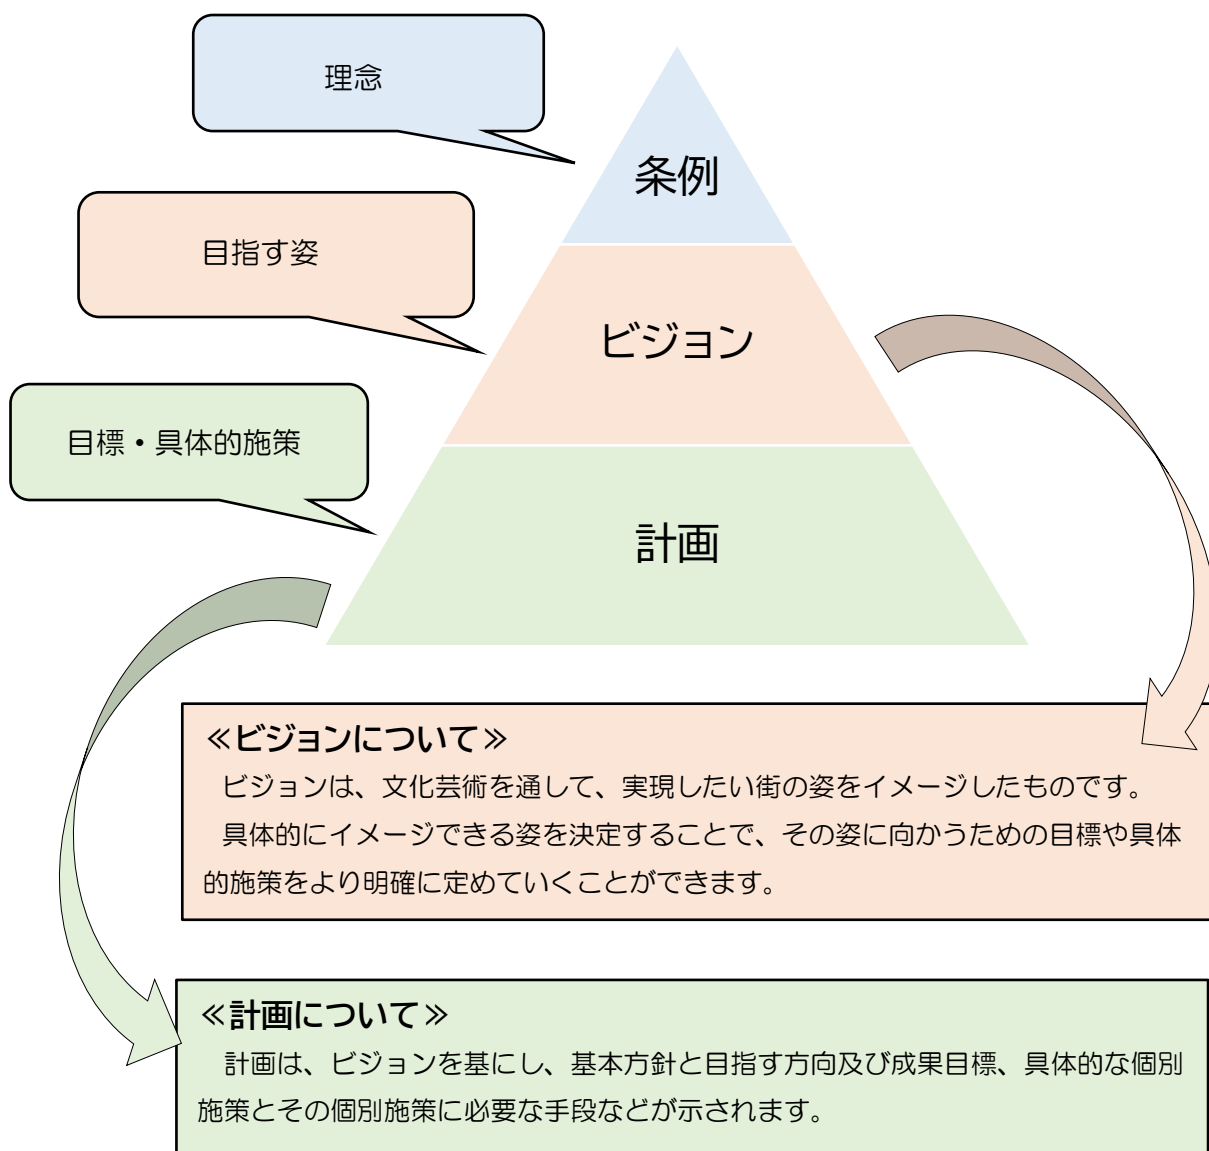 理念
条例
目指す姿
ビジョン
目標・具体的施策
計画
≪ビジョンについて≫
ビジョンは、文化芸術を通して、実現したい街の姿をイメージしたものです。
具体的にイメージできる姿を決定することで、その姿に向かうための目標や具体
的施策をより明確に定めていくことができます。
≪計画について≫
計画は、ビジョンを基にし、基本方針と目指す方向及び成果目標、具体的な個別
施策とその個別施策に必要な手段などが示されます。